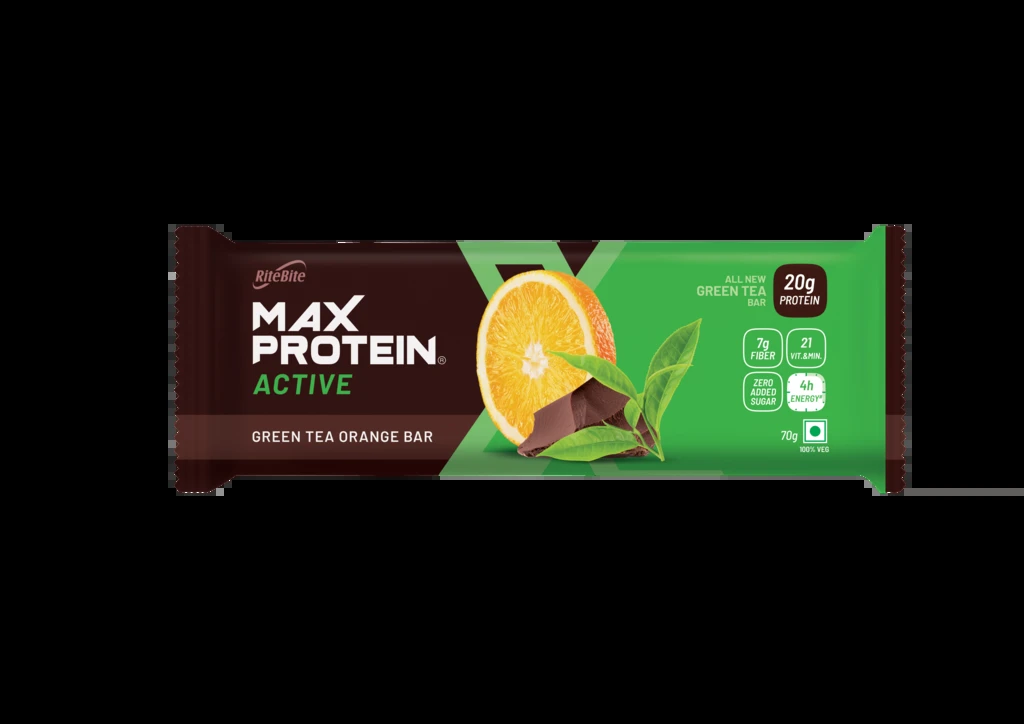 RiteBite
MAX
PROTEIN®
ACTIVE
GREEN TEA ORANGE BAR
ALL NEW
GREEN TEA
BAR
20g
PROTEIN
7g
FIBER
21
VIT.&MIN.
ZERO
ADDED
SUGAR
4h
ENERGY#
70g
100% VEG